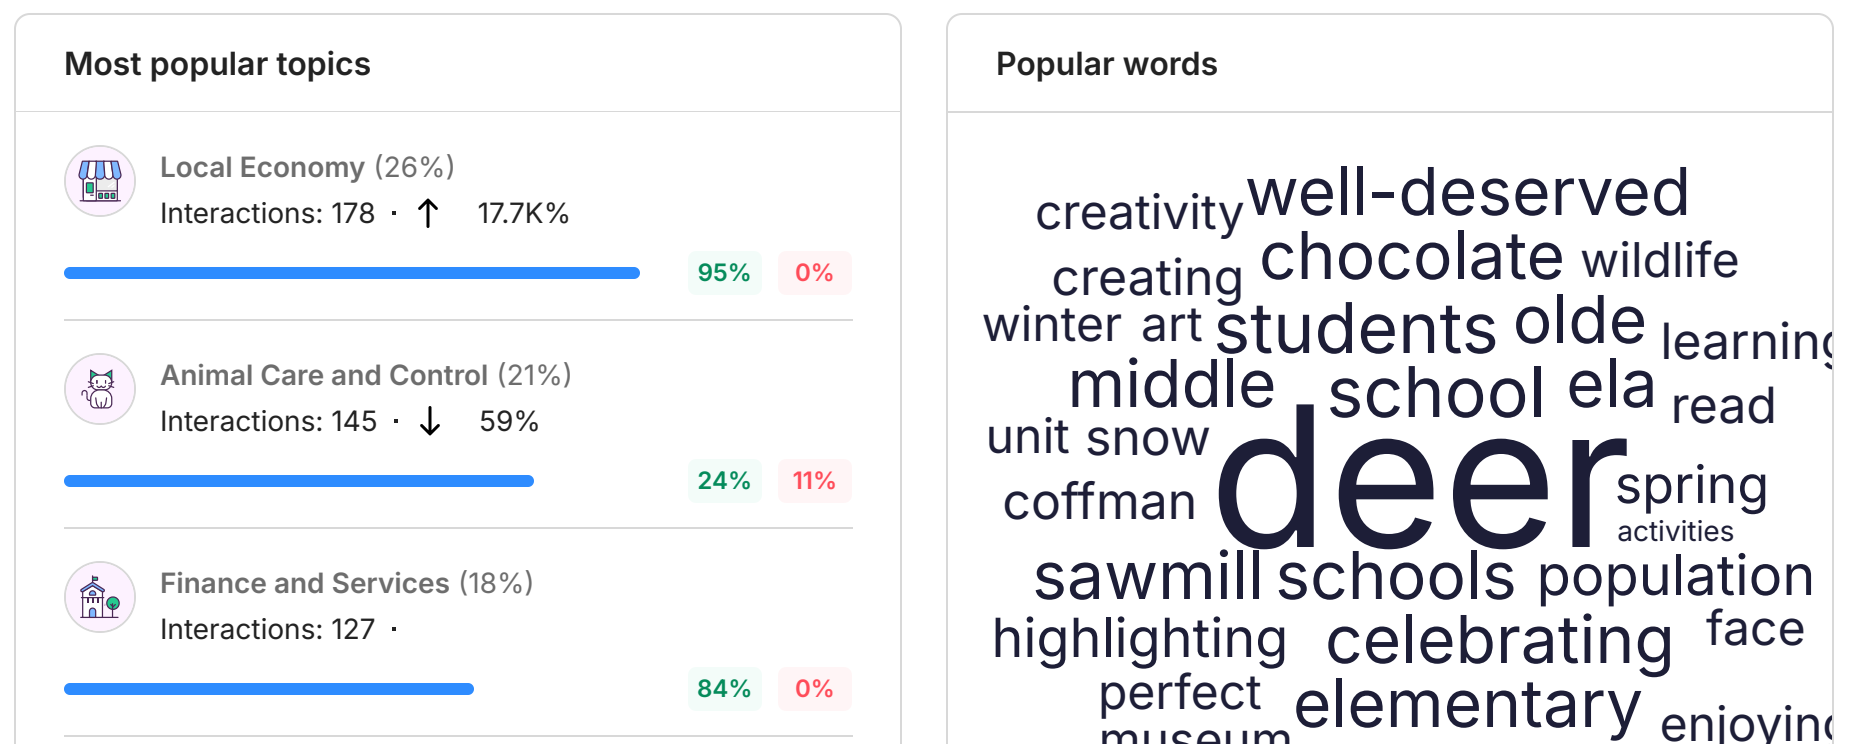 Most popular topics
Local Economy (26%)
Interactions: 178 · ↑ 17.7K%
95% 0%
Animal Care and Control (21%)
Interactions: 145 · ↓ 59%
24% 11%
Finance and Services (18%)
Interactions: 127 ·
84% 0%
Popular words
creativity well-deserved
creating chocolate wildlife
winter art students olde learning
middle school ela read
unit snow deer
coffman spring
activities
sawmill schools population
highlighting celebrating face
perfect elementary enjoying
museum